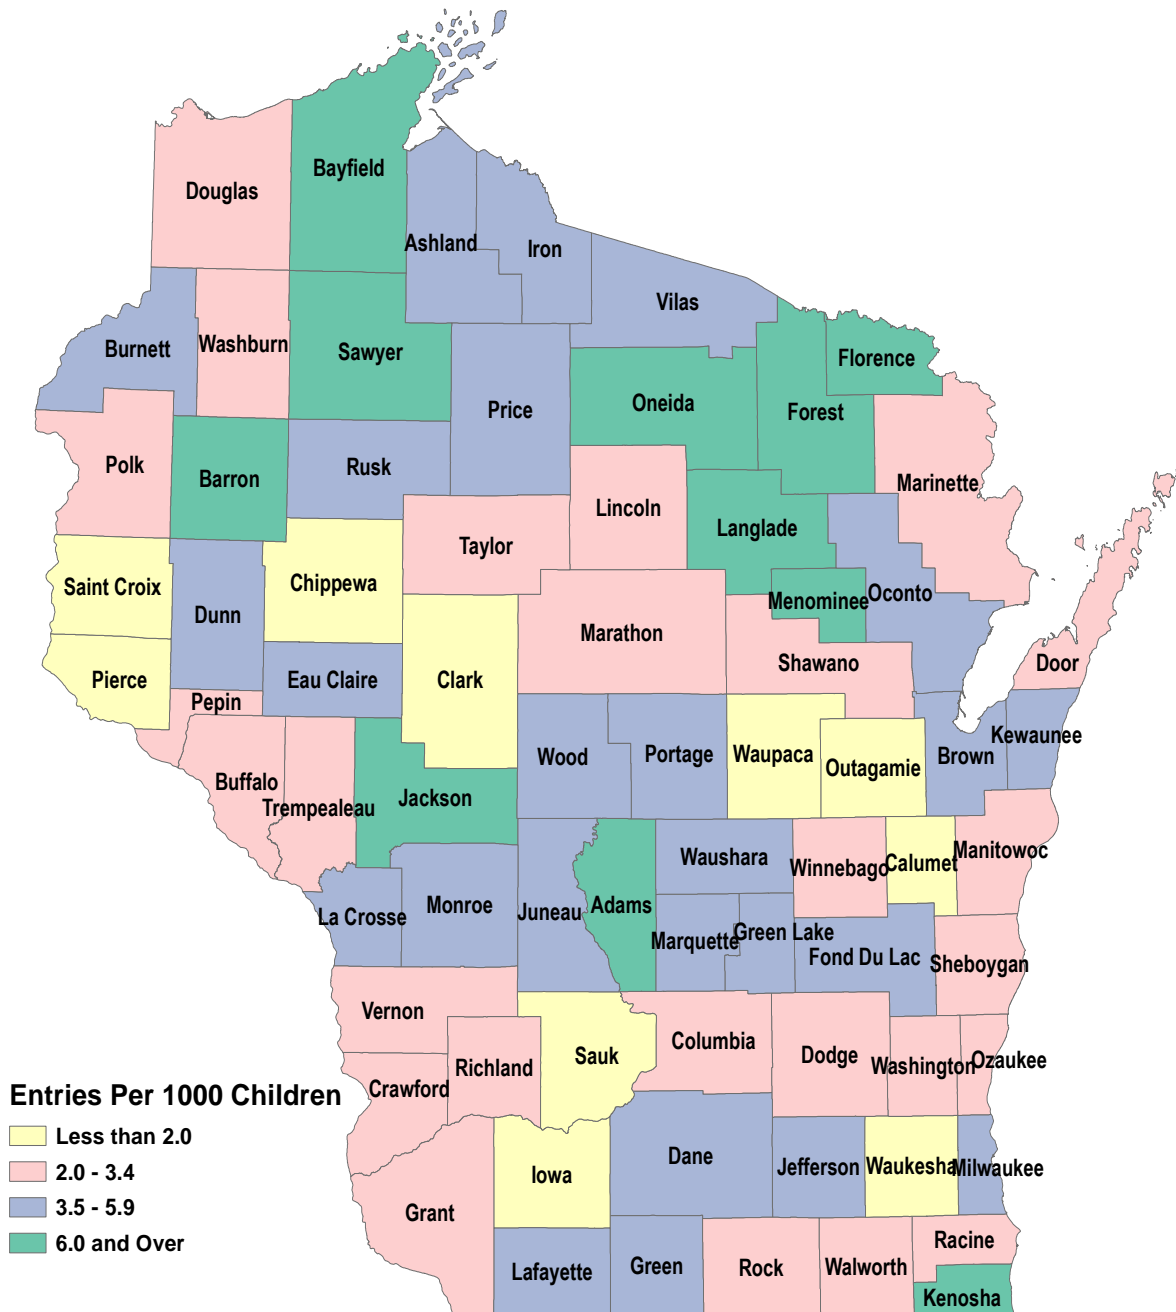 Bayfield
Douglas
Ashland
Iron
Vilas
Burnett
Washburn
Sawyer
Florence
Price
Oneida
Forest
Polk
Barron
Rusk
Marinette
Lincoln
Langlade
Taylor
Saint Croix
Chippewa
Dunn
Menominee
Oconto
Marathon
Shawano
Door
Pierce
Eau Claire
Clark
Pepin
Kewaunee
Wood
Portage
Waupaca
Outagamie
Brown
Buffalo
Trempealeau
Jackson
Waushara
Winnebago
Calumet
Manitowoc
La Crosse
Monroe
Juneau
Adams
Marquette
Green Lake
Fond Du Lac
Sheboygan
Vernon
Richland
Sauk
Columbia
Dodge
Washington
Ozaukee
Crawford
Entries Per 1000 Children
Less than 2.0
2.0 - 3.4
3.5 - 5.9
6.0 and Over
Iowa
Dane
Jefferson
Waukesha
Milwaukee
Grant
Lafayette
Green
Rock
Walworth
Racine
Kenosha